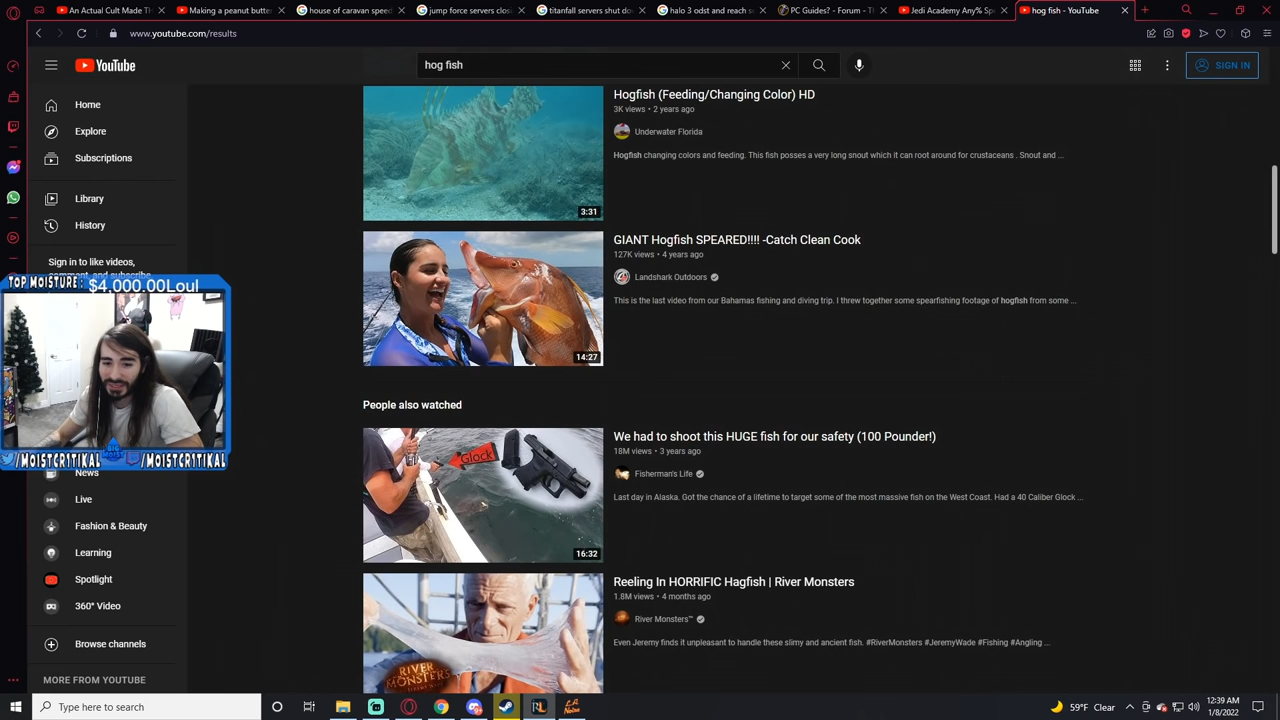 An Actual Cult Made Th
Making a peanut butte
house of caravan speed
jump force servers closi
titanfall servers shut do
halo 3 odst and reach se
PC Guides? - Forum - Th
Jedi Academy Any% Sp
hog fish - YouTube
www.youtube.com/results
YouTube
hog fish
SIGN IN
Home
Explore
Subscriptions
Library
History
Sign in to like videos,
comment, and subscribe.
TOP MOISTURE: $4,000.00Loul
/MOISTCR1TIKAL
/MOISTCR1TIKAL
News
Live
Fashion & Beauty
Learning
Spotlight
360° Video
Browse channels
MORE FROM YOUTUBE
Hogfish (Feeding/Changing Color) HD
3K views • 2 years ago
Underwater Florida
Hogfish changing colors and feeding. This fish posses a very long snout which it can root around for crustaceans . Snout and ...
3:31
GIANT Hogfish SPEARED!!!! -Catch Clean Cook
127K views • 4 years ago
Landshark Outdoors
This is the last video from our Bahamas fishing and diving trip. I threw together some spearfishing footage of hogfish from some ...
14:27
People also watched
Glock
We had to shoot this HUGE fish for our safety (100 Pounder!)
18M views • 3 years ago
Fisherman's Life
Last day in Alaska. Got the chance of a lifetime to target some of the most massive fish on the West Coast. Had a 40 Caliber Glock ...
16:32
Reeling In HORRIFIC Hagfish | River Monsters
1.8M views • 4 months ago
River Monsters™
Even Jeremy finds it unpleasant to handle these slimy and ancient fish. #RiverMonsters #JeremyWade #Fishing #Angling ...
RIVER
MONSTERS
Type here to search
59°F Clear
12:39 AM
1/8/2022